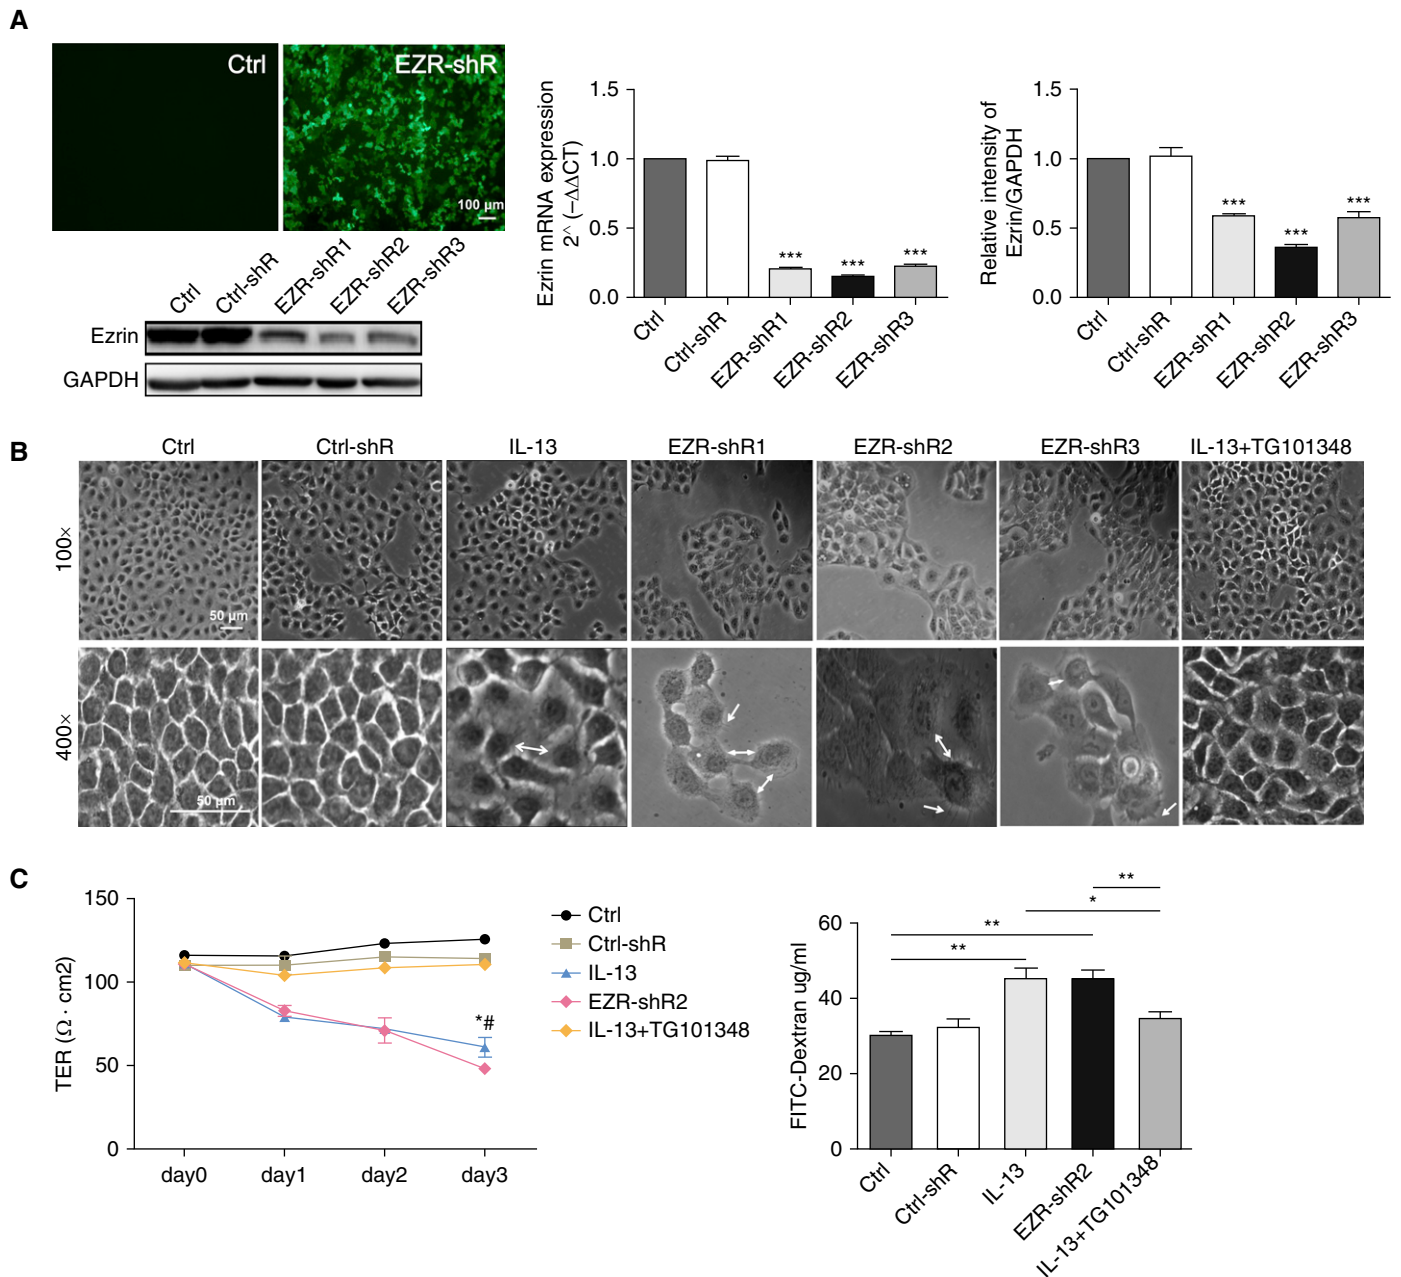 A
Ctrl
EZR-shR
100 µm
Ctrl
Ctrl-shR
EZR-shR1
EZR-shR2
EZR-shR3
Ezrin
GAPDH
Ezrin mRNA expression
2^ (−ΔΔCT)
1.5
1.0
0.5
0.0
***
***
***
Ctrl
Ctrl-shR
EZR-shR1
EZR-shR2
EZR-shR3
Relative intensity of
Ezrin/GAPDH
1.5
1.0
0.5
0.0
***
***
***
Ctrl
Ctrl-shR
EZR-shR1
EZR-shR2
EZR-shR3
B
Ctrl
Ctrl-shR
IL-13
EZR-shR1
EZR-shR2
EZR-shR3
IL-13+TG101348
100×
50 µm
400×
50 µm
C
TER (Ω · cm2)
150
100
50
0
*#
day0
day1
day2
day3
Ctrl
Ctrl-shR
IL-13
EZR-shR2
IL-13+TG101348
FITC-Dextran ug/ml
60
40
20
0
**
*
**
**
Ctrl
Ctrl-shR
IL-13
EZR-shR2
IL-13+TG101348